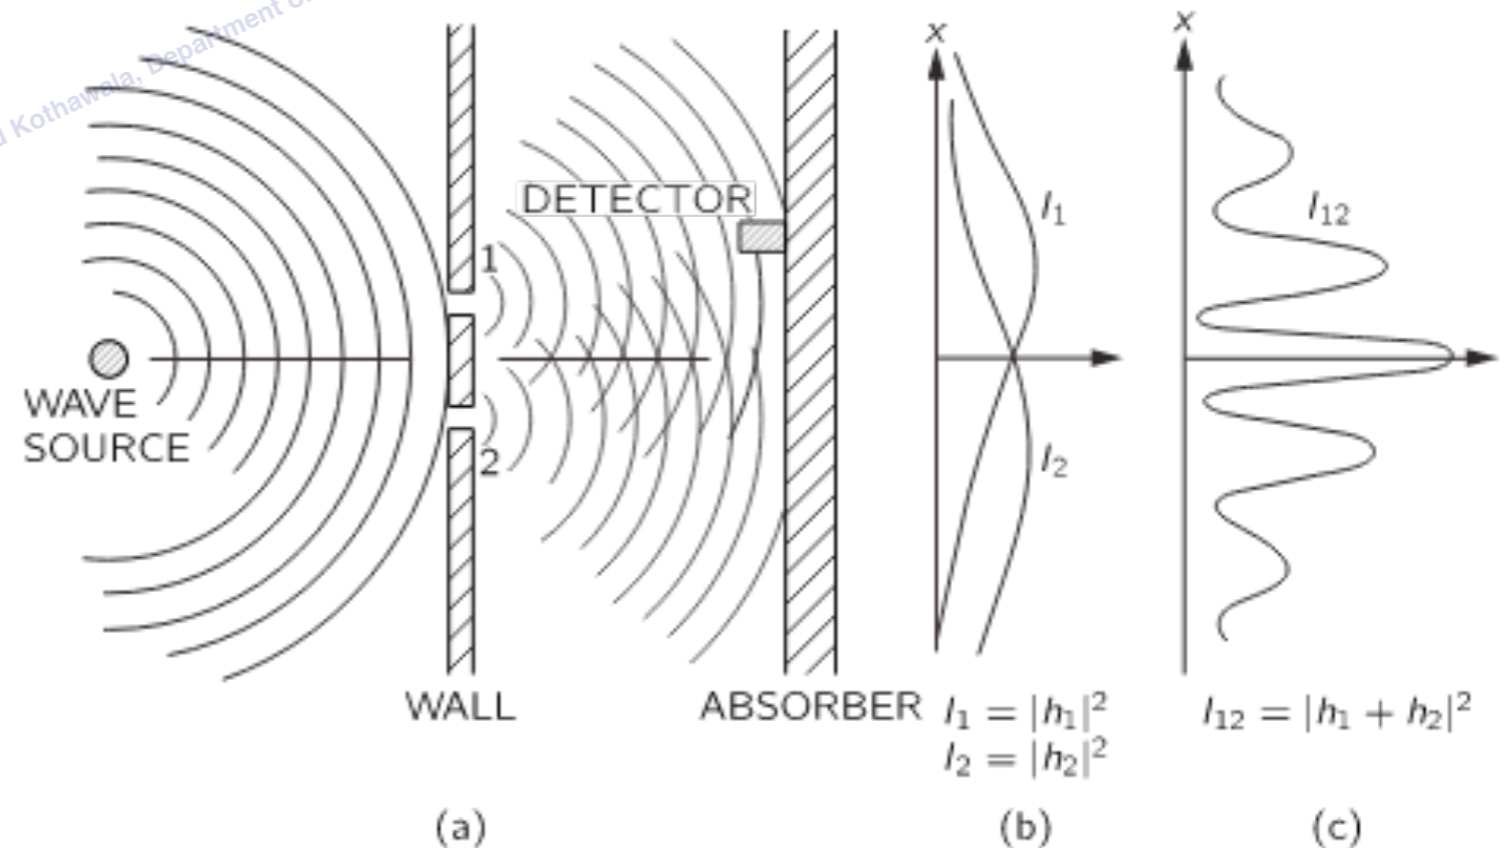 Kothawala, Department of
WAVE
SOURCE
1
2
DETECTOR
WALL
ABSORBER
(a)
x
I₁
I₂
I₁ = |h₁|²
I₂ = |h₂|²
(b)
x
I₁₂
I₁₂ = |h₁ + h₂|²
(c)